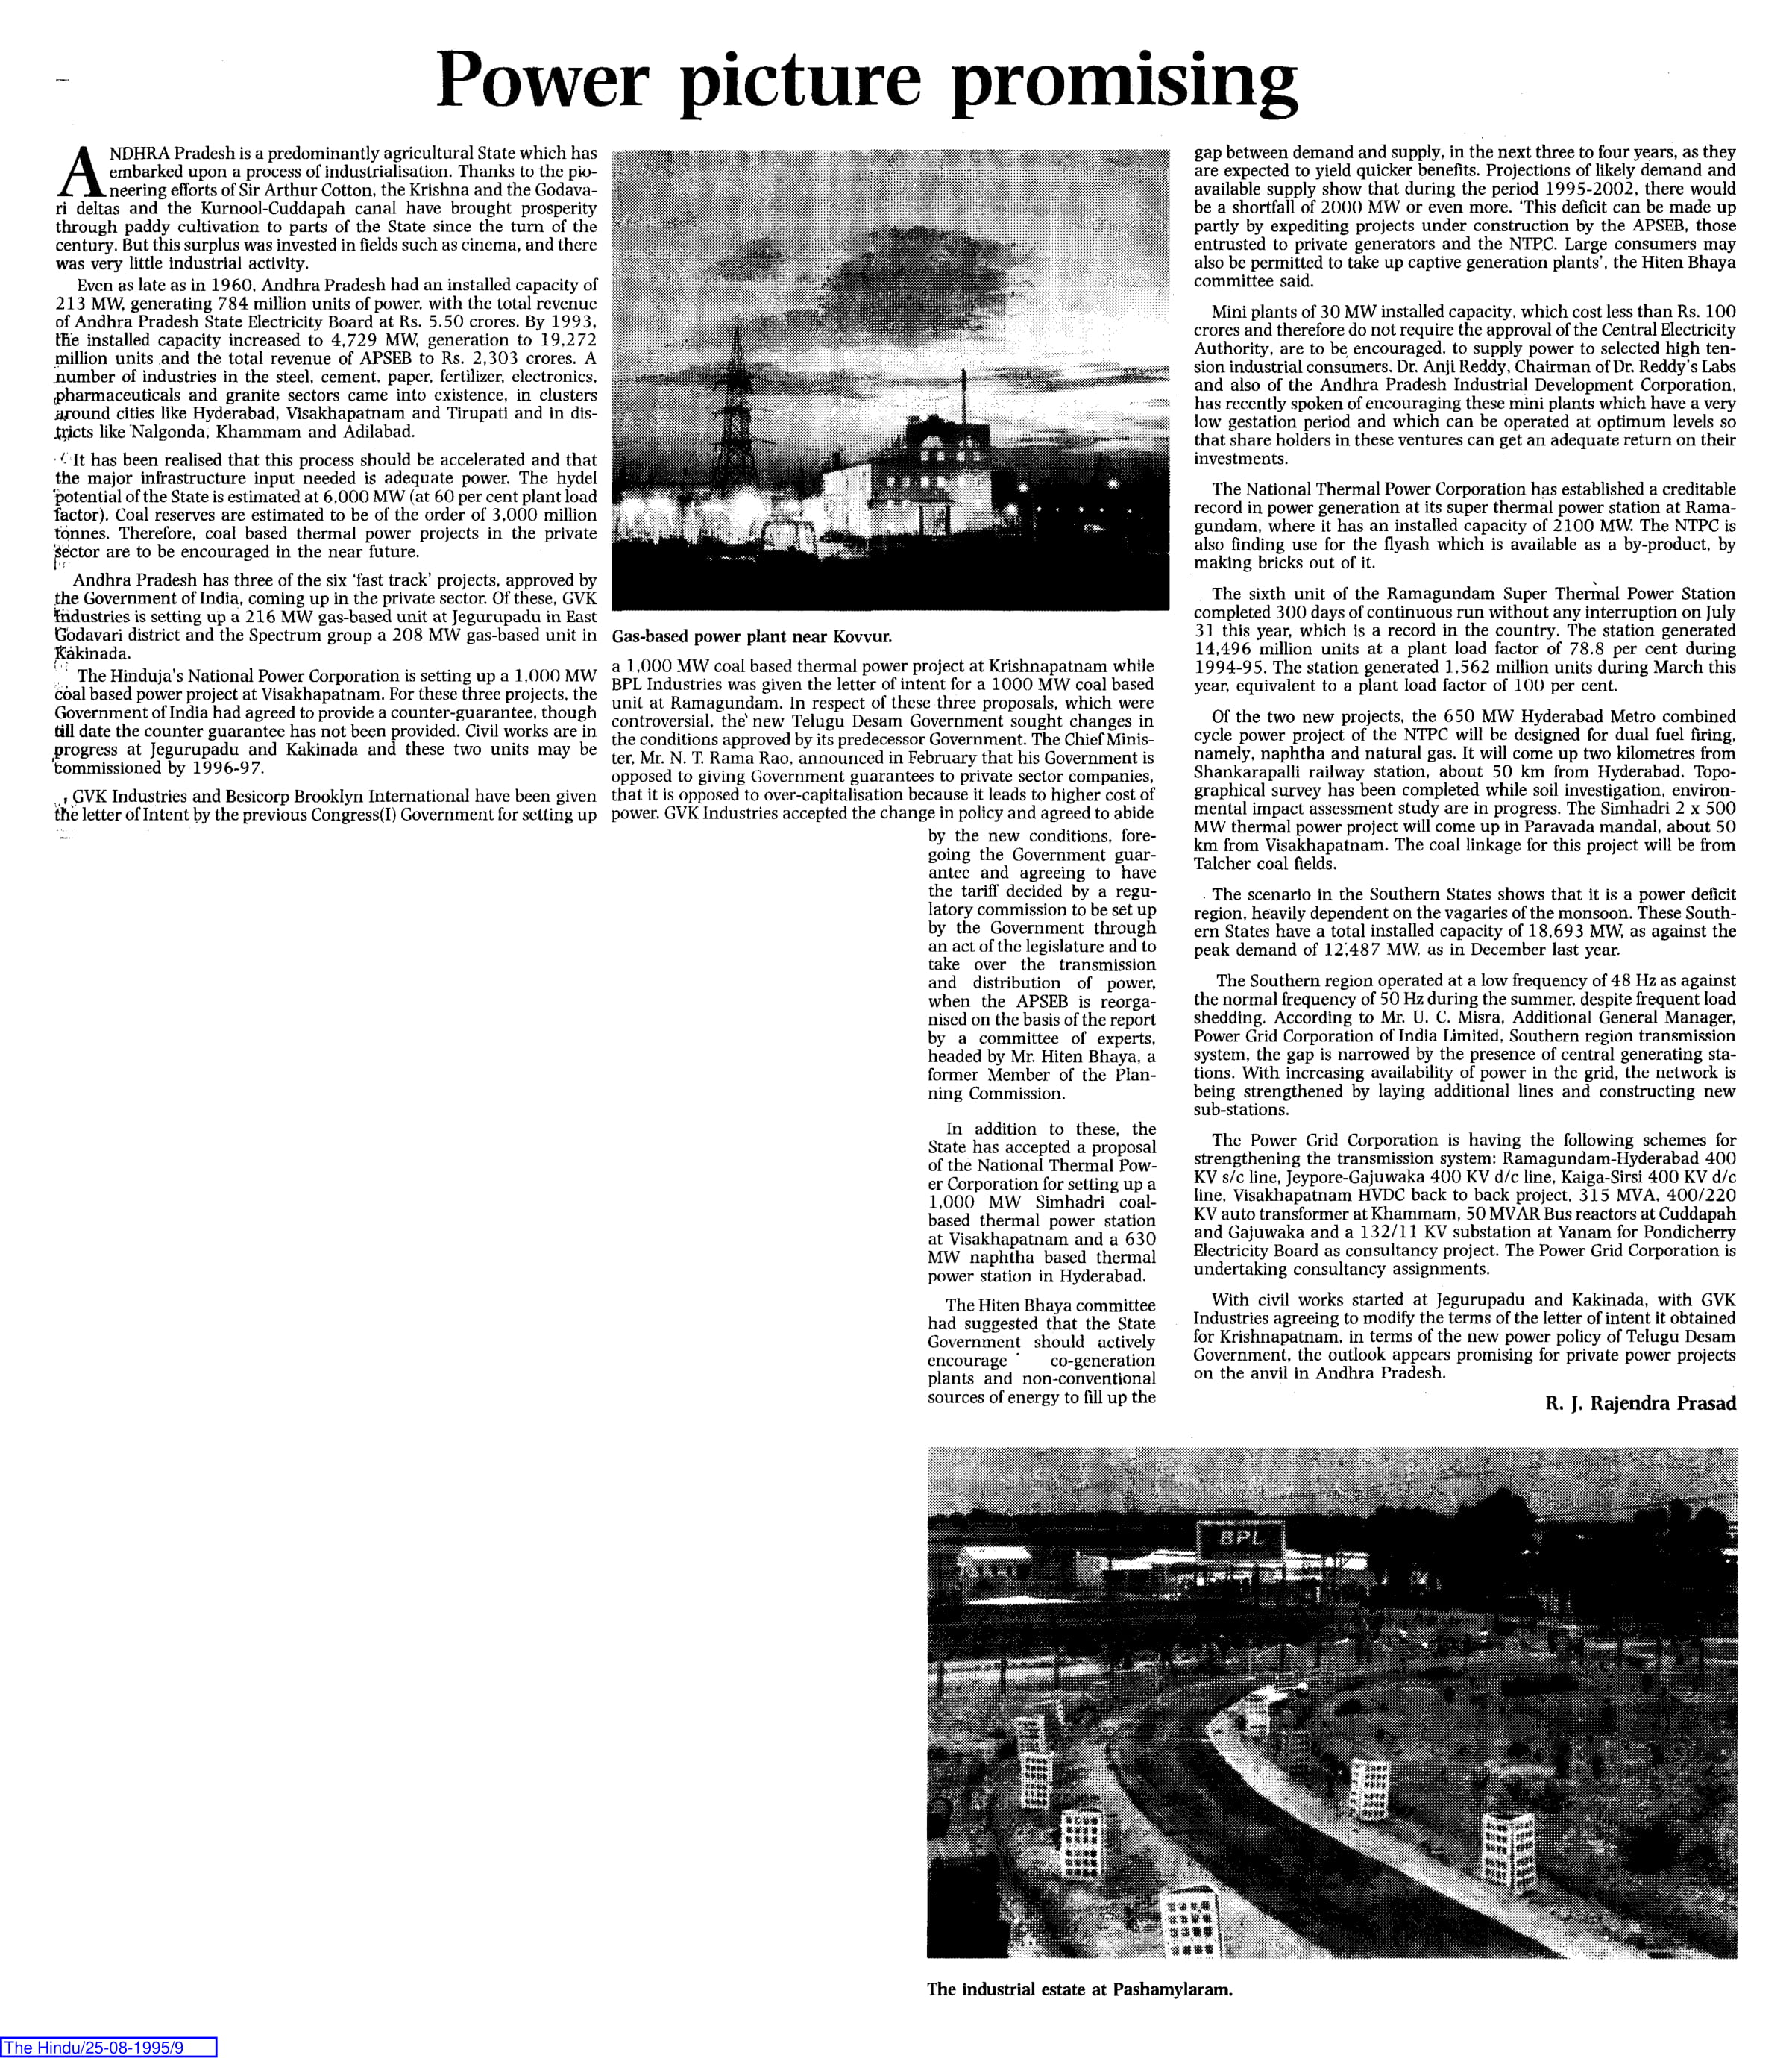 Power picture promising
ANDHRA Pradesh is a predominantly agricultural State which has
embarked upon a process of industrialisation. Thanks to the pio-
neering efforts of Sir Arthur Cotton, the Krishna and the Godava-
ri deltas and the Kurnool-Cuddapah canal have brought prosperity
through paddy cultivation to parts of the State since the turn of the
century. But this surplus was invested in fields such as cinema, and there
was very little industrial activity.
Even as late as in 1960, Andhra Pradesh had an installed capacity of
213 MW, generating 784 million units of power, with the total revenue
of Andhra Pradesh State Electricity Board at Rs. 5.50 crores. By 1993,
the installed capacity increased to 4,729 MW, generation to 19,272
million units and the total revenue of APSEB to Rs. 2,303 crores. A
number of industries in the steel, cement, paper, fertilizer, electronics,
pharmaceuticals and granite sectors came into existence, in clusters
around cities like Hyderabad, Visakhapatnam and Tirupati and in dis-
tricts like Nalgonda, Khammam and Adilabad.
It has been realised that this process should be accelerated and that
the major infrastructure input needed is adequate power. The hydel
potential of the State is estimated at 6,000 MW (at 60 per cent plant load
factor). Coal reserves are estimated to be of the order of 3,000 million
tonnes. Therefore, coal based thermal power projects in the private
sector are to be encouraged in the near future.
Andhra Pradesh has three of the six 'fast track' projects, approved by
the Government of India, coming up in the private sector. Of these, GVK
Industries is setting up a 216 MW gas-based unit at Jegurupadu in East
Godavari district and the Spectrum group a 208 MW gas-based unit in
Kakinada.
The Hinduja's National Power Corporation is setting up a 1,000 MW
coal based power project at Visakhapatnam. For these three projects, the
Government of India had agreed to provide a counter-guarantee, though
till date the counter guarantee has not been provided. Civil works are in
progress at Jegurupadu and Kakinada and these two units may be
commissioned by 1996-97.
GVK Industries and Besicorp Brooklyn International have been given
the letter of Intent by the previous Congress(I) Government for setting up
Gas-based power plant near Kovvur.
a 1,000 MW coal based thermal power project at Krishnapatnam while
BPL Industries was given the letter of intent for a 1000 MW coal based
unit at Ramagundam. In respect of these three proposals, which were
controversial, the new Telugu Desam Government sought changes in
the conditions approved by its predecessor Government. The Chief Minis-
ter, Mr. N. T. Rama Rao, announced in February that his Government is
opposed to giving Government guarantees to private sector companies,
that it is opposed to over-capitalisation because it leads to higher cost of
power. GVK Industries accepted the change in policy and agreed to abide
by the new conditions, fore-
going the Government guar-
antee and agreeing to have
the tariff decided by a regu-
latory commission to be set up
by the Government through
an act of the legislature and to
take over the transmission
and distribution of power,
when the APSEB is reorga-
nised on the basis of the report
by a committee of experts,
headed by Mr. Hiten Bhaya, a
former Member of the Plan-
ning Commission.
In addition to these, the
State has accepted a proposal
of the National Thermal Pow-
er Corporation for setting up a
1,000 MW Simhadri coal-
based thermal power station
at Visakhapatnam and a 630
MW naphtha based thermal
power station in Hyderabad.
The Hiten Bhaya committee
had suggested that the State
Government should actively
encourage co-generation
plants and non-conventional
sources of energy to fill up the
gap between demand and supply, in the next three to four years, as they
are expected to yield quicker benefits. Projections of likely demand and
available supply show that during the period 1995-2002, there would
be a shortfall of 2000 MW or even more. 'This deficit can be made up
partly by expediting projects under construction by the APSEB, those
entrusted to private generators and the NTPC. Large consumers may
also be permitted to take up captive generation plants', the Hiten Bhaya
committee said.
Mini plants of 30 MW installed capacity, which cost less than Rs. 100
crores and therefore do not require the approval of the Central Electricity
Authority, are to be encouraged, to supply power to selected high ten-
sion industrial consumers. Dr. Anji Reddy, Chairman of Dr. Reddy's Labs
and also of the Andhra Pradesh Industrial Development Corporation,
has recently spoken of encouraging these mini plants which have a very
low gestation period and which can be operated at optimum levels so
that share holders in these ventures can get an adequate return on their
investments.
The National Thermal Power Corporation has established a creditable
record in power generation at its super thermal power station at Rama-
gundam, where it has an installed capacity of 2100 MW. The NTPC is
also finding use for the flyash which is available as a by-product, by
making bricks out of it.
The sixth unit of the Ramagundam Super Thermal Power Station
completed 300 days of continuous run without any interruption on July
31 this year, which is a record in the country. The station generated
14,496 million units at a plant load factor of 78.8 per cent during
1994-95. The station generated 1,562 million units during March this
year, equivalent to a plant load factor of 100 per cent.
Of the two new projects, the 650 MW Hyderabad Metro combined
cycle power project of the NTPC will be designed for dual fuel firing,
namely, naphtha and natural gas. It will come up two kilometres from
Shankarapalli railway station, about 50 km from Hyderabad. Topo-
graphical survey has been completed while soil investigation, environ-
mental impact assessment study are in progress. The Simhadri 2 x 500
MW thermal power project will come up in Paravada mandal, about 50
km from Visakhapatnam. The coal linkage for this project will be from
Talcher coal fields.
The scenario in the Southern States shows that it is a power deficit
region, heavily dependent on the vagaries of the monsoon. These South-
ern States have a total installed capacity of 18,693 MW, as against the
peak demand of 12,487 MW, as in December last year.
The Southern region operated at a low frequency of 48 Hz as against
the normal frequency of 50 Hz during the summer, despite frequent load
shedding. According to Mr. U. C. Misra, Additional General Manager,
Power Grid Corporation of India Limited, Southern region transmission
system, the gap is narrowed by the presence of central generating sta-
tions. With increasing availability of power in the grid, the network is
being strengthened by laying additional lines and constructing new
sub-stations.
The Power Grid Corporation is having the following schemes for
strengthening the transmission system: Ramagundam-Hyderabad 400
KV s/c line, Jeypore-Gajuwaka 400 KV d/c line, Kaiga-Sirsi 400 KV d/c
line, Visakhapatnam HVDC back to back project, 315 MVA, 400/220
KV auto transformer at Khammam, 50 MVAR Bus reactors at Cuddapah
and Gajuwaka and a 132/11 KV substation at Yanam for Pondicherry
Electricity Board as consultancy project. The Power Grid Corporation is
undertaking consultancy assignments.
With civil works started at Jegurupadu and Kakinada, with GVK
Industries agreeing to modify the terms of the letter of intent it obtained
for Krishnapatnam, in terms of the new power policy of Telugu Desam
Government, the outlook appears promising for private power projects
on the anvil in Andhra Pradesh.
R. J. Rajendra Prasad
BPL
The industrial estate at Pashamylaram.
The Hindu/25-08-1995/9